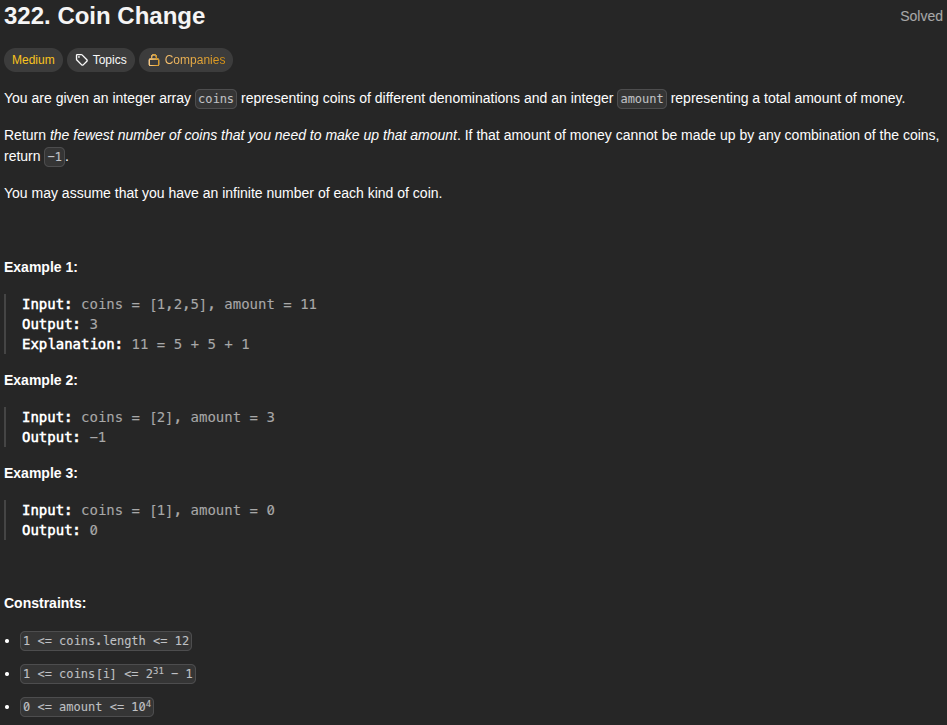 322. Coin Change
Solved
Medium
Topics
Companies
You are given an integer array coins representing coins of different denominations and an integer amount representing a total amount of money.
Return the fewest number of coins that you need to make up that amount. If that amount of money cannot be made up by any combination of the coins,
return -1.
You may assume that you have an infinite number of each kind of coin.
Example 1:
Input: coins = [1,2,5], amount = 11
Output: 3
Explanation: 11 = 5 + 5 + 1
Example 2:
Input: coins = [2], amount = 3
Output: -1
Example 3:
Input: coins = [1], amount = 0
Output: 0
Constraints:
• 1 <= coins.length <= 12
• 1 <= coins[i] <= 2³¹ - 1
• 0 <= amount <= 10⁴